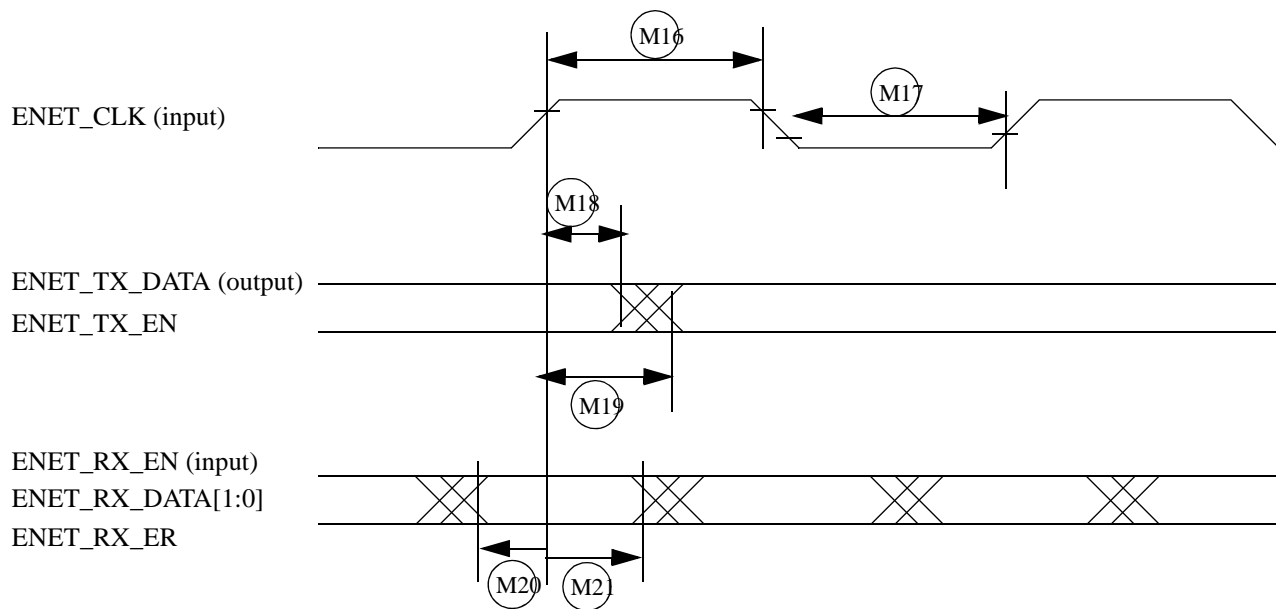 M16
ENET_CLK (input)
M17
M18
ENET_TX_DATA (output)
ENET_TX_EN
M19
ENET_RX_EN (input)
ENET_RX_DATA[1:0]
ENET_RX_ER
M20
M21